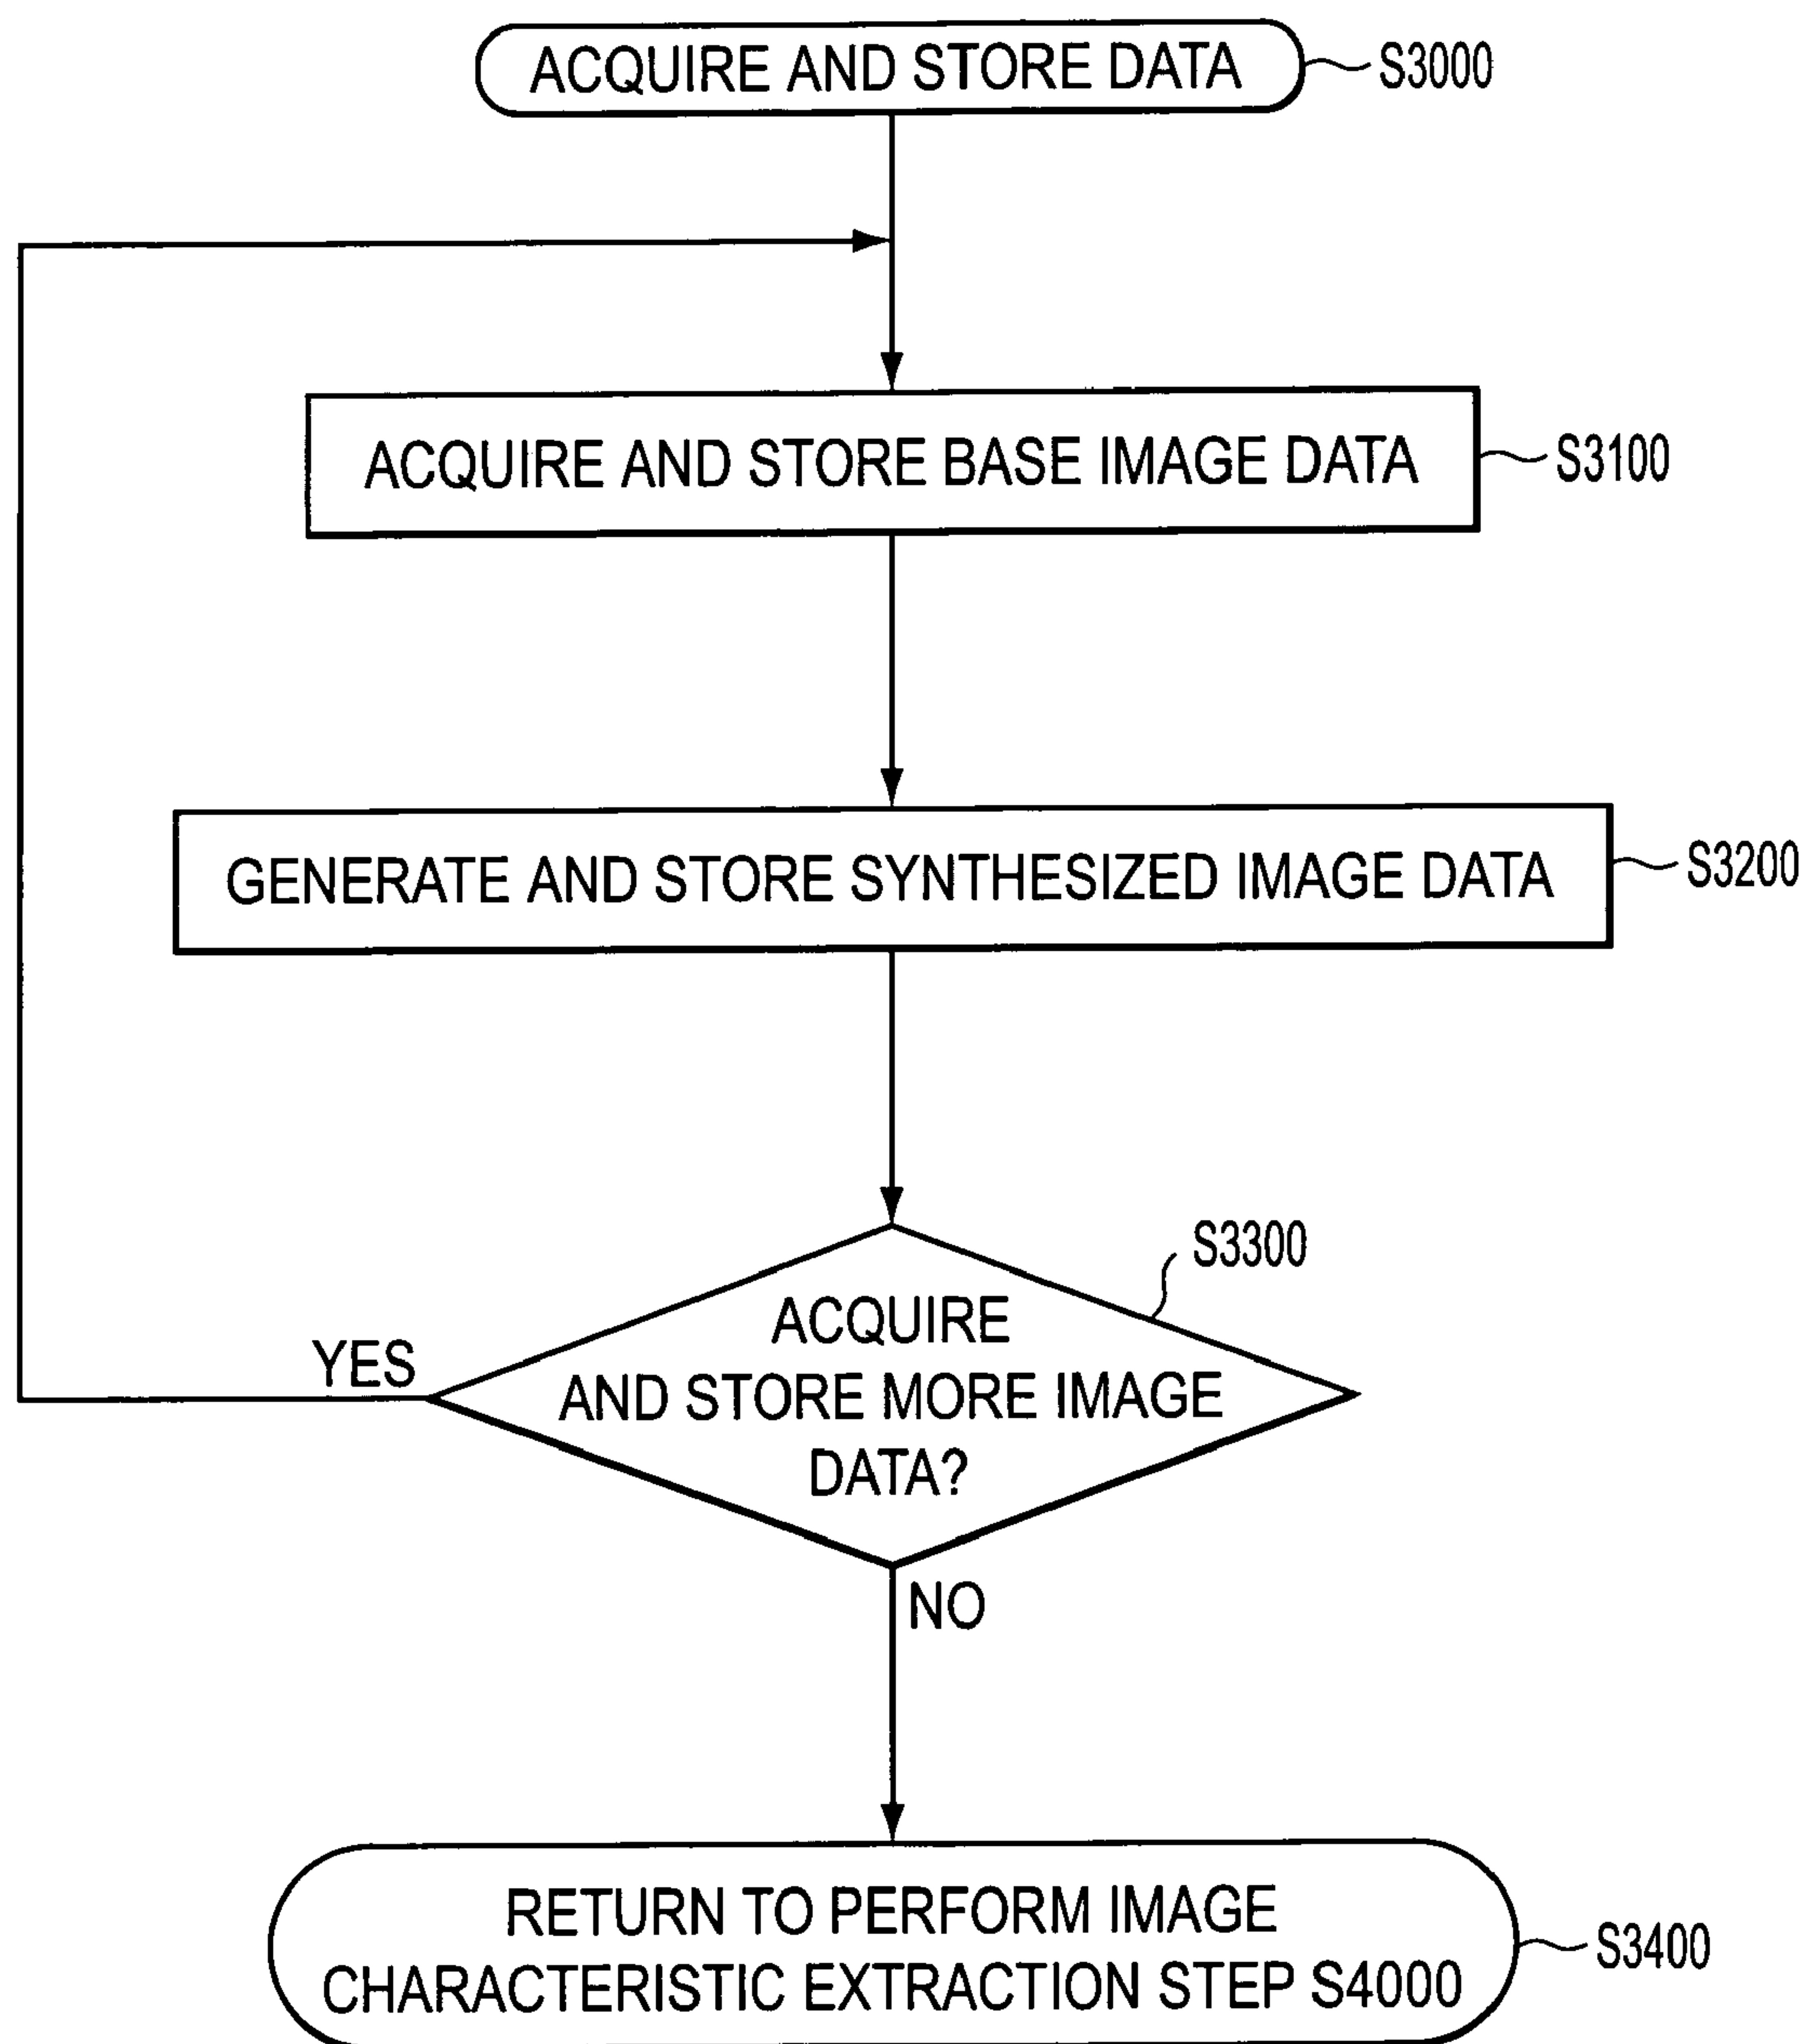 ACQUIRE AND STORE DATA
S3000
ACQUIRE AND STORE BASE IMAGE DATA
S3100
GENERATE AND STORE SYNTHESIZED IMAGE DATA
S3200
S3300
ACQUIRE
AND STORE MORE IMAGE
DATA?
YES
NO
RETURN TO PERFORM IMAGE
CHARACTERISTIC EXTRACTION STEP S4000
S3400